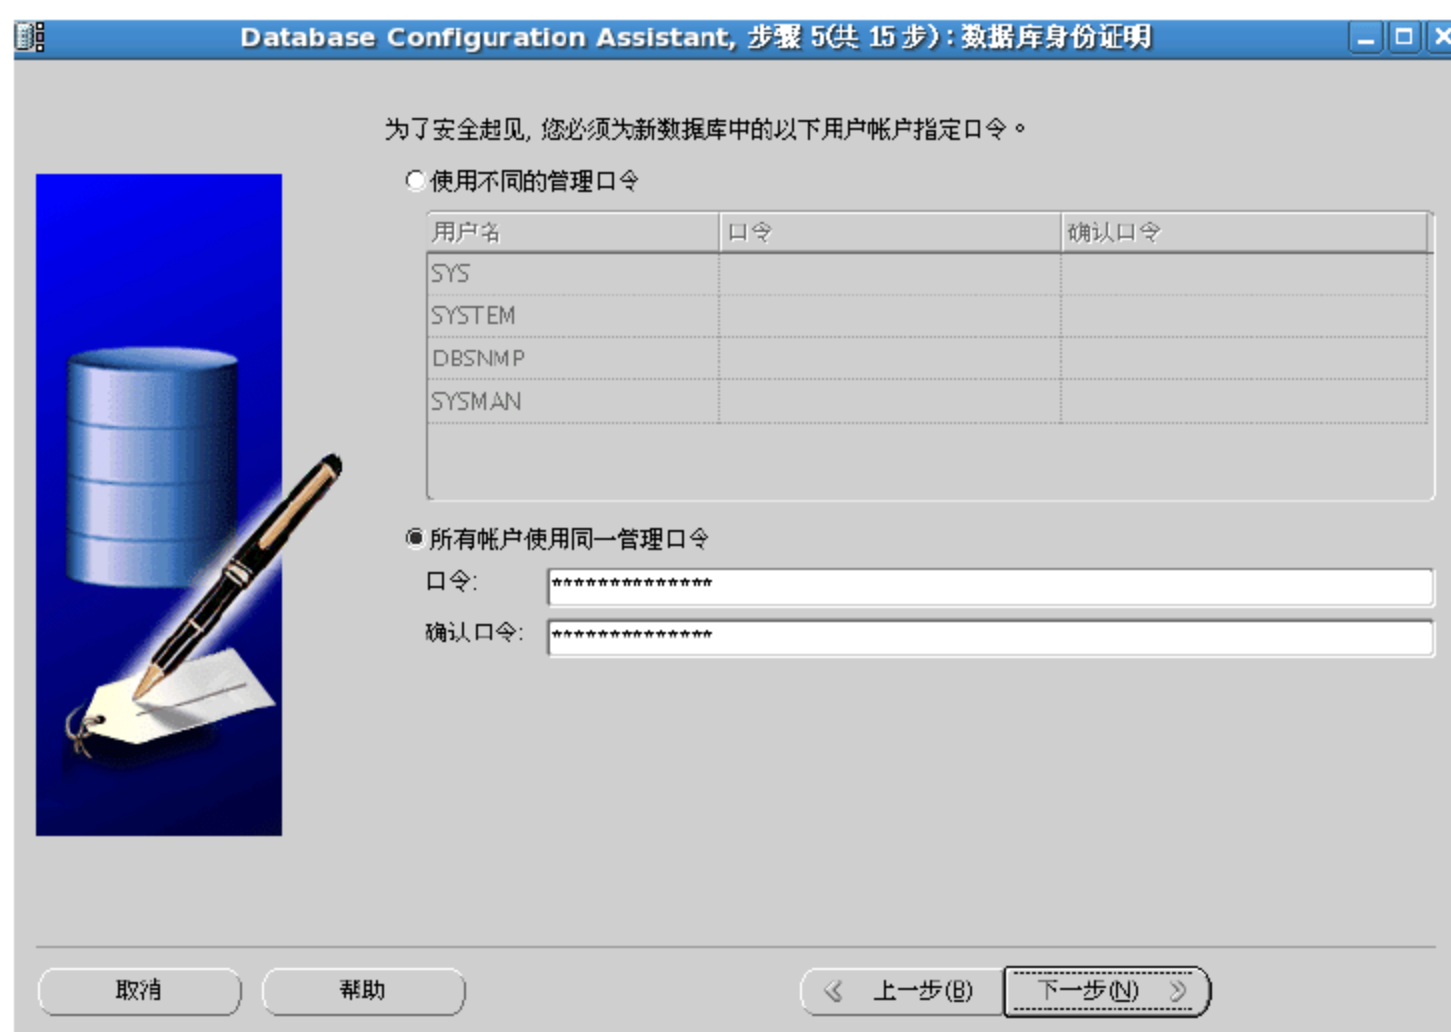 Database Configuration Assistant, 步骤 5(共 15 步) : 数据库身份证明
为了安全起见, 您必须为新数据库中的以下用户帐户指定口令。
使用不同的管理口令
用户名 口令 确认口令
SYS
SYSTEM
DBSNMP
SYSMAN
所有帐户使用同一管理口令
口令: **************
确认口令: **************
取消 帮助 上一步(B) 下一步(N)